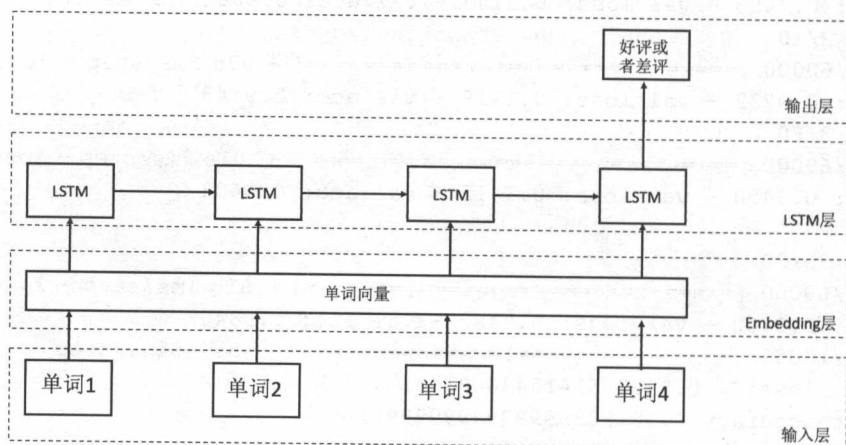 好评或
者差评
输出层
LSTM
LSTM
LSTM
LSTM
LSTM层
单词向量
Embedding层
单词1
单词2
单词3
单词4
输入层